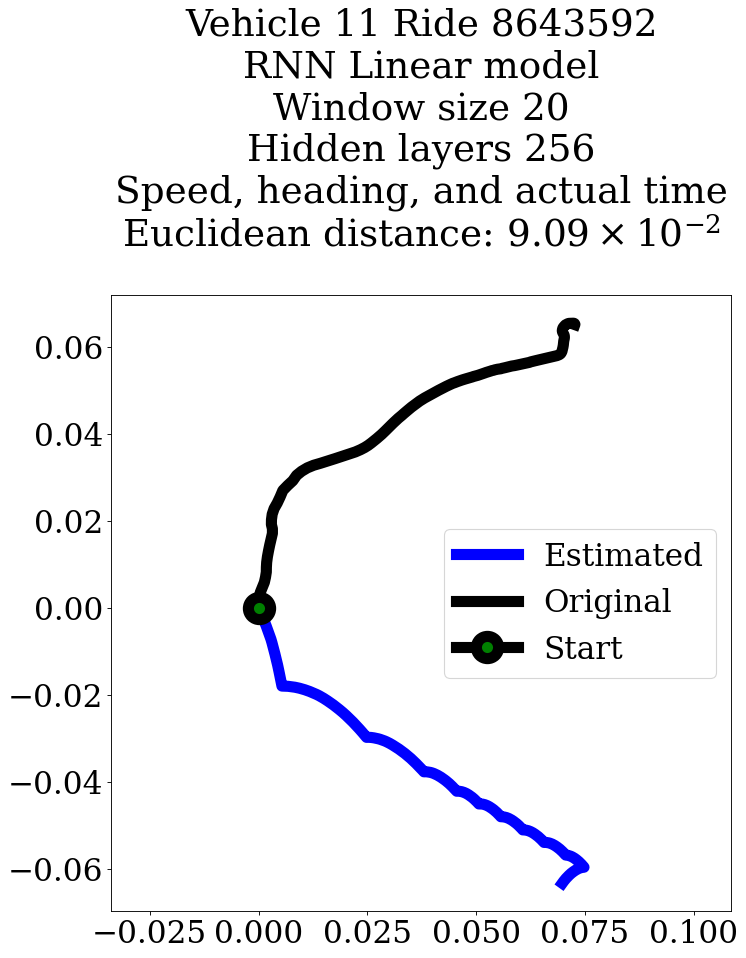 Vehicle 11 Ride 8643592
RNN Linear model
Window size 20
Hidden layers 256
Speed, heading, and actual time
Euclidean distance: 9.09 × 10⁻²
0.06
0.04
0.02
0.00
−0.02
−0.04
−0.06
Estimated
Original
Start
−0.025 0.000 0.025 0.050 0.075 0.100